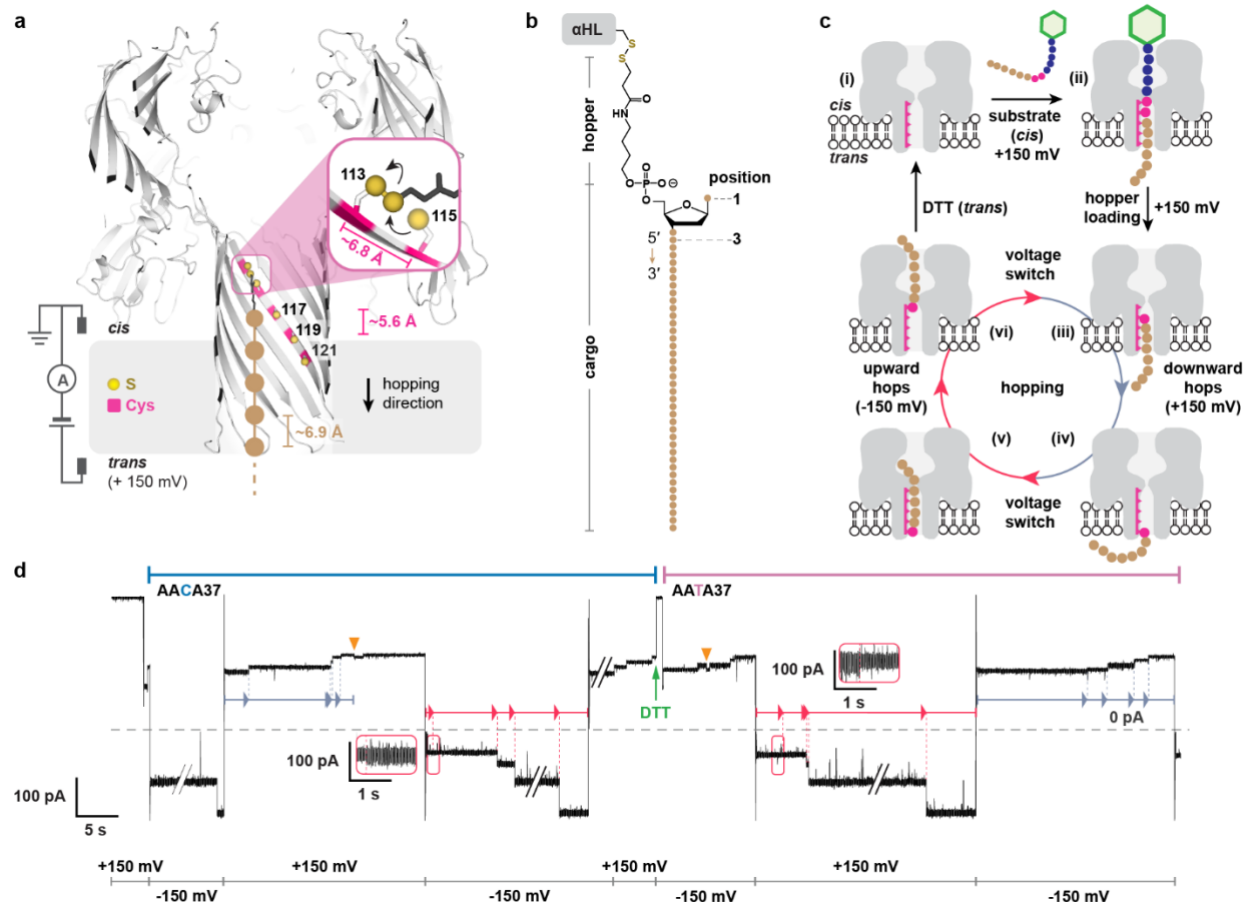 a
113
115
~6.8 Å
117
119
121
~5.6 Å
cis
A
S
Cys
hopping
direction
~6.9 Å
trans
(+ 150 mV)
b
αHL
S
S
O
HN
hopper
O
P
O
⊖
O
O
position
1
5′
3
3′
cargo
c
(i)
cis
trans
substrate
(cis)
+150 mV
(ii)
DTT (trans)
hopper
loading
+150 mV
voltage
switch
(vi)
(iii)
upward
hops
(-150 mV)
hopping
downward
hops
(+150 mV)
(v)
(iv)
voltage
switch
d
AACA37
AATA37
100 pA
1 s
DTT
0 pA
100 pA
1 s
100 pA
5 s
+150 mV
+150 mV
+150 mV
+150 mV
-150 mV
-150 mV
-150 mV
-150 mV